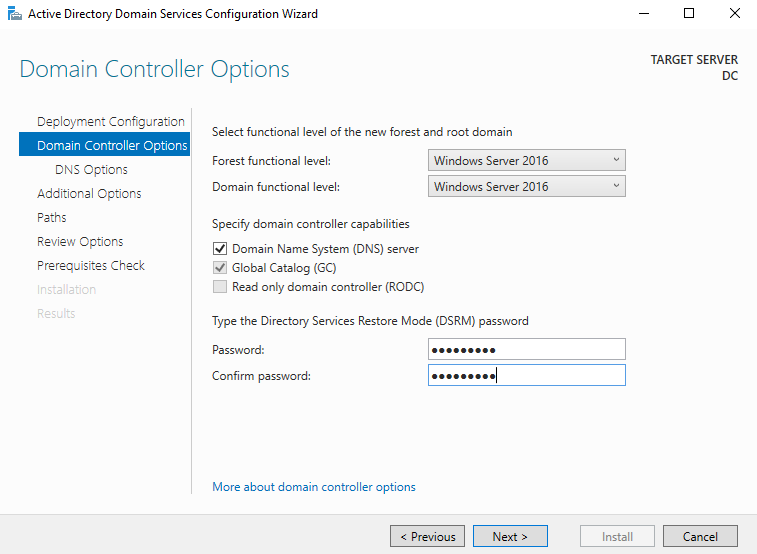 Active Directory Domain Services Configuration Wizard
Domain Controller Options
TARGET SERVER
DC
Deployment Configuration
Domain Controller Options
DNS Options
Additional Options
Paths
Review Options
Prerequisites Check
Installation
Results
Select functional level of the new forest and root domain
Forest functional level: Windows Server 2016
Domain functional level: Windows Server 2016
Specify domain controller capabilities
Domain Name System (DNS) server
Global Catalog (GC)
Read only domain controller (RODC)
Type the Directory Services Restore Mode (DSRM) password
Password: ●●●●●●●●●
Confirm password: ●●●●●●●●●
More about domain controller options
< Previous Next > Install Cancel